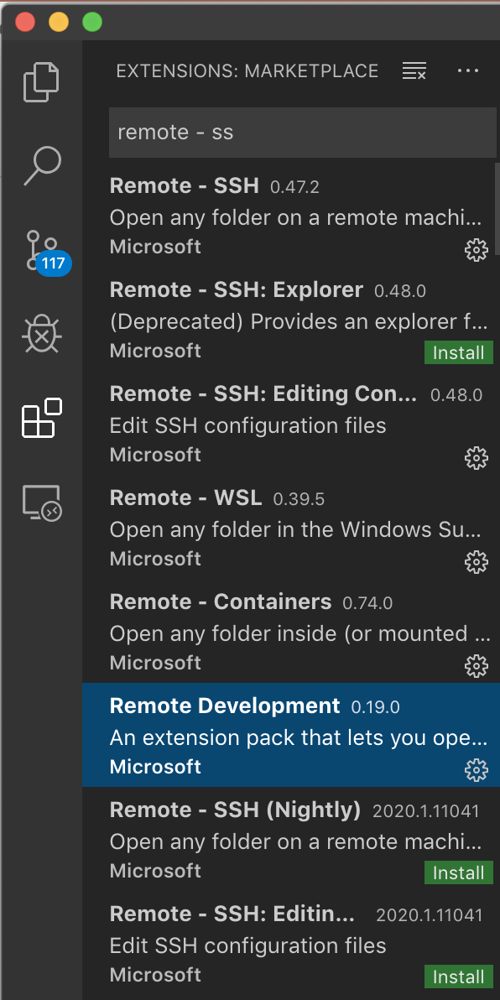 EXTENSIONS: MARKETPLACE
remote - ss
Remote - SSH 0.47.2
Open any folder on a remote machi...
Microsoft
Remote - SSH: Explorer 0.48.0
(Deprecated) Provides an explorer f...
Microsoft
Install
117
Remote - SSH: Editing Con... 0.48.0
Edit SSH configuration files
Microsoft
Remote - WSL 0.39.5
Open any folder in the Windows Su...
Microsoft
Remote - Containers 0.74.0
Open any folder inside (or mounted ...
Microsoft
Remote Development 0.19.0
An extension pack that lets you ope...
Microsoft
Remote - SSH (Nightly) 2020.1.11041
Open any folder on a remote machi...
Microsoft
Install
Remote - SSH: Editin... 2020.1.11041
Edit SSH configuration files
Microsoft
Install